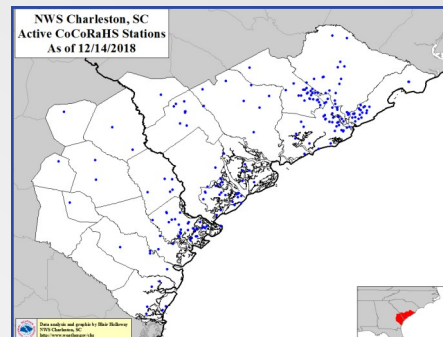 NWS Charleston, SC
Active CoCoRaHS Stations
As of 12/14/2018
Data analysis and graphic by Blair Holloway
NWS Charleston, SC